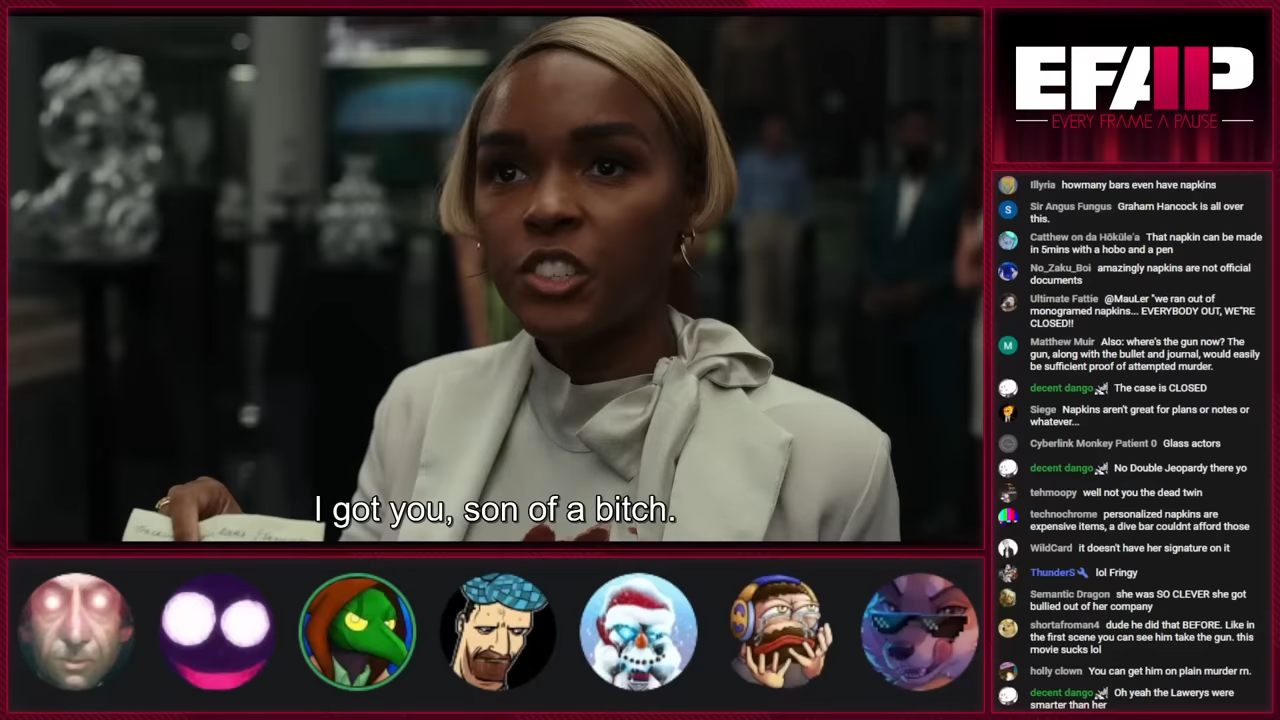 I got you, son of a bitch.
EFAP
EVERY FRAME A PAUSE
Illyria howmany bars even have napkins
S
Sir Angus Fungus Graham Hancock is all over
this.
Catthew on da Hōkūle'a That napkin can be made
in 5mins with a hobo and a pen
No_Zaku_Boi amazingly napkins are not official
documents
Ultimate Fattie @MauLer "we ran out of
monogramed napkins... EVERYBODY OUT, WE"RE
CLOSED!!
M
Matthew Muir Also: where's the gun now? The
gun, along with the bullet and journal, would easily
be sufficient proof of attempted murder.
decent dango The case is CLOSED
Siege Napkins aren't great for plans or notes or
whatever...
Cyberlink Monkey Patient 0 Glass actors
decent dango No Double Jeopardy there yo
tehmoopy well not you the dead twin
technochrome personalized napkins are
expensive items, a dive bar couldnt afford those
WildCard it doesn't have her signature on it
ThunderS lol Fringy
Semantic Dragon she was SO CLEVER she got
bullied out of her company
shortafroman4 dude he did that BEFORE. Like in
the first scene you can see him take the gun. this
movie sucks lol
holly clown You can get him on plain murder rn.
decent dango Oh yeah the Lawerys were
smarter than her